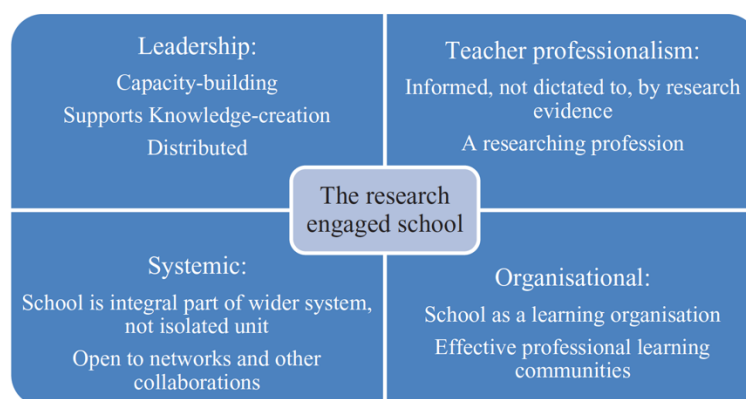 Leadership:
Capacity-building
Supports Knowledge-creation
Distributed
Teacher professionalism:
Informed, not dictated to, by research
evidence
A researching profession
The research
engaged school
Systemic:
School is integral part of wider system,
not isolated unit
Open to networks and other
collaborations
Organisational:
School as a learning organisation
Effective professional learning
communities